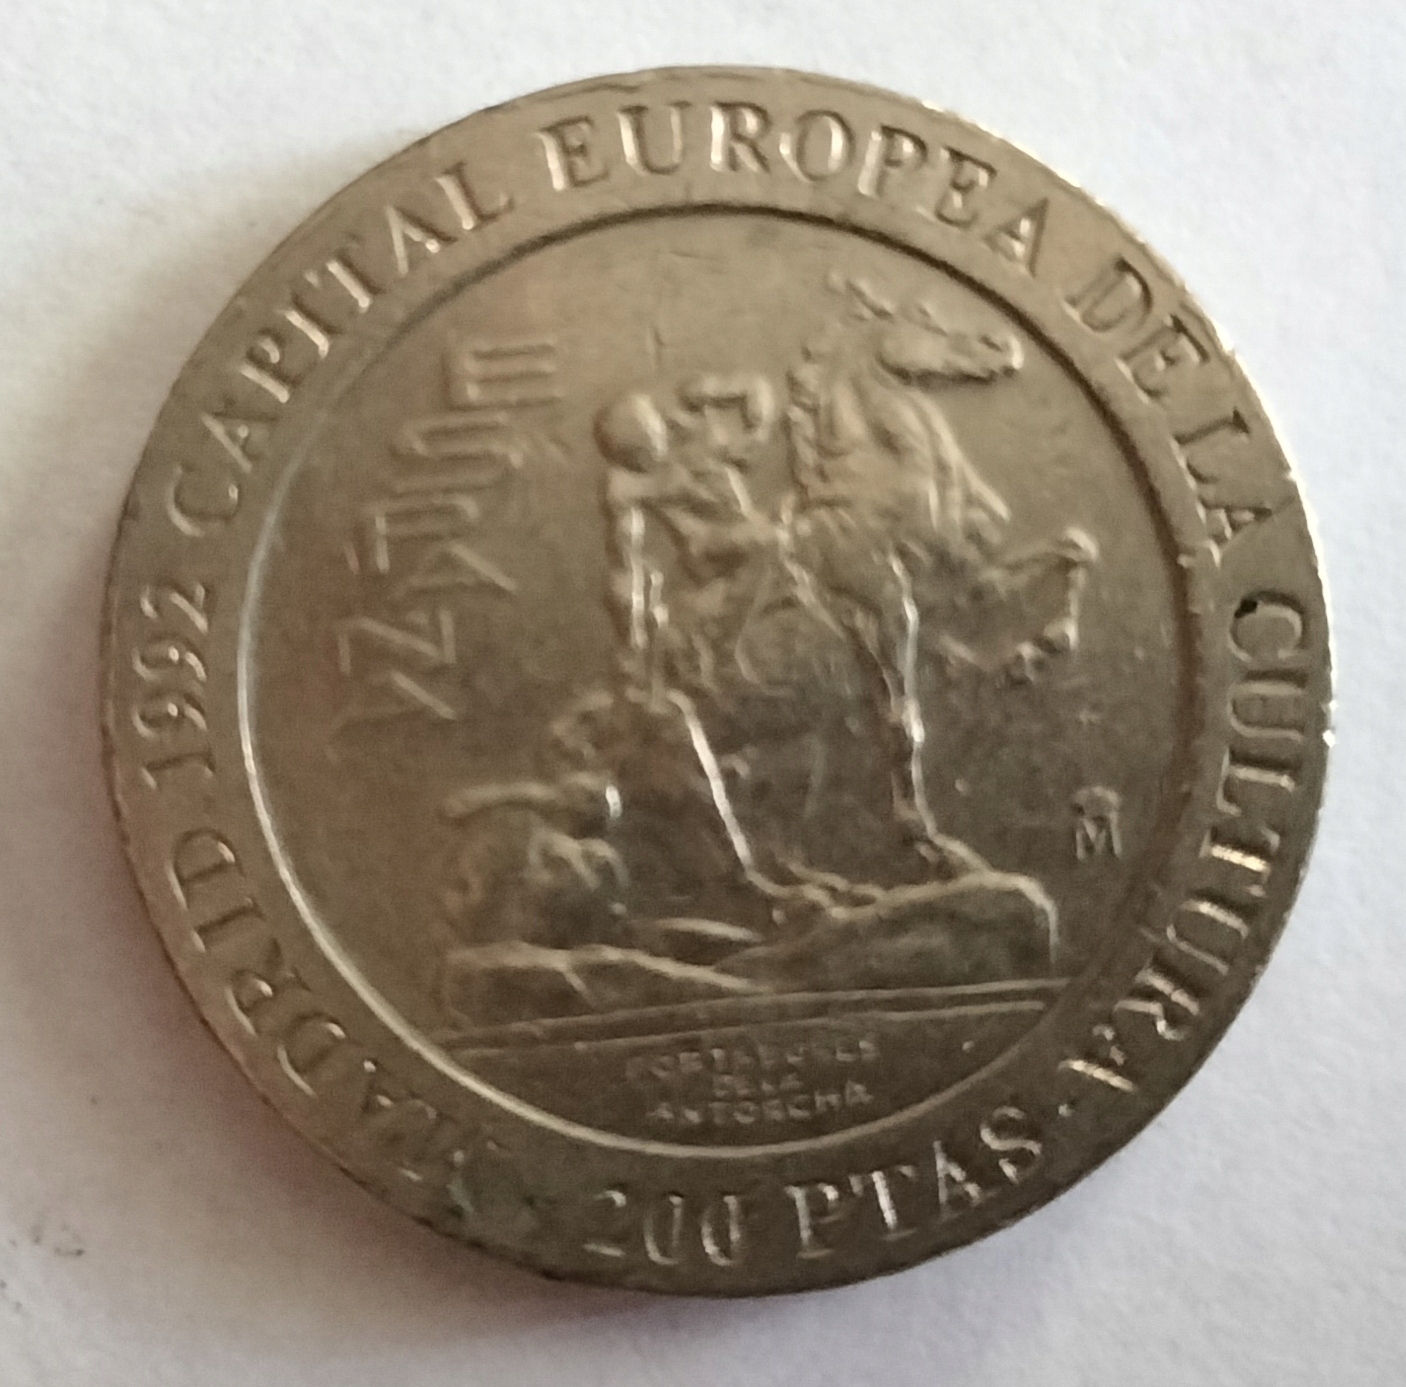 MADRID 1992 CAPITAL EUROPEA DE LA CULTURA · 200 PTAS ·
M
PORTADORES
DE LA
ANTORCHA